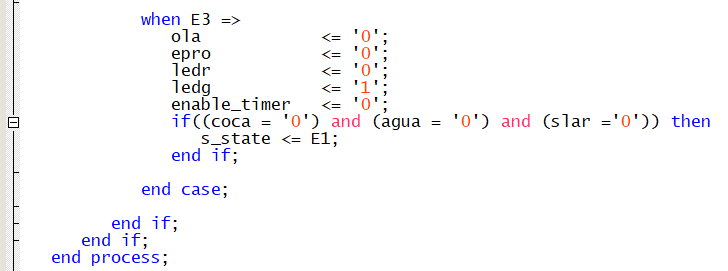 when E3 =>
ola <= '0';
epro <= '0';
ledr <= '0';
ledg <= '1';
enable_timer <= '0';
if((coca = '0') and (agua = '0') and (slar ='0')) then
s_state <= E1;
end if;
end case;
end if;
end if;
end process;